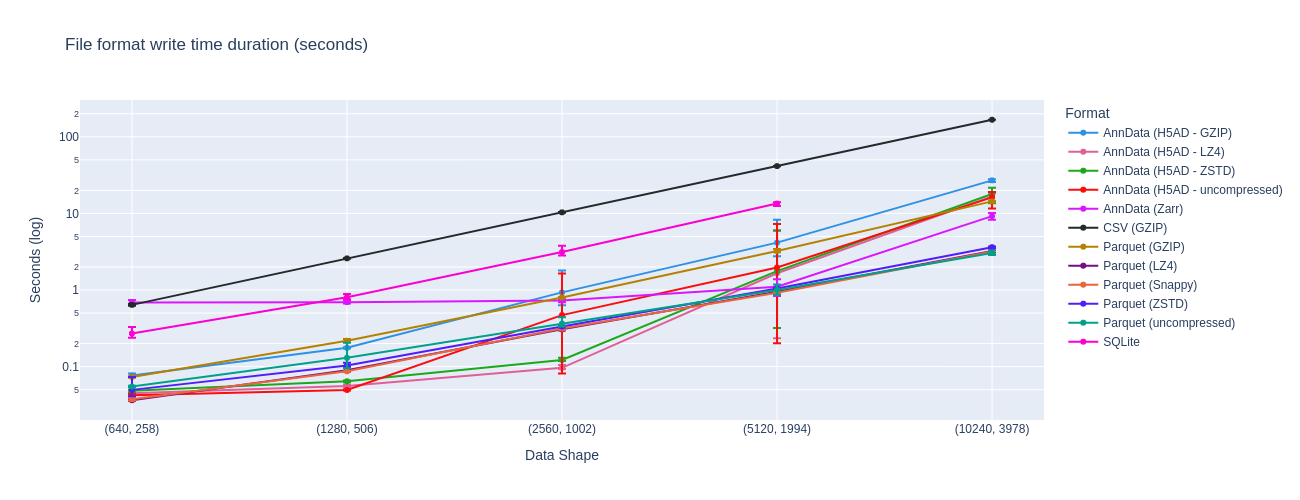 File format write time duration (seconds)
2
100
5
2
10
5
2
1
5
2
0.1
5
Seconds (log)
(640, 258)
(1280, 506)
(2560, 1002)
(5120, 1994)
(10240, 3978)
Data Shape
Format
AnnData (H5AD - GZIP)
AnnData (H5AD - LZ4)
AnnData (H5AD - ZSTD)
AnnData (H5AD - uncompressed)
AnnData (Zarr)
CSV (GZIP)
Parquet (GZIP)
Parquet (LZ4)
Parquet (Snappy)
Parquet (ZSTD)
Parquet (uncompressed)
SQLite